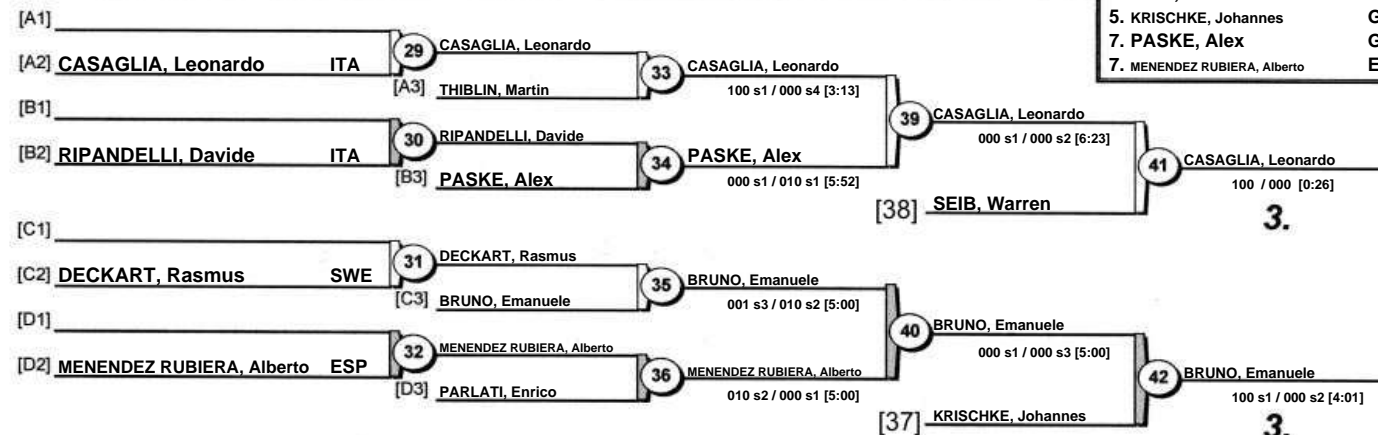 5. KRISCHKE, Johannes G
7. PASKE, Alex G
7. MENENDEZ RUBIERA, Alberto E
[A1]
[A2] CASAGLIA, Leonardo ITA
29
CASAGLIA, Leonardo
[A3] THIBLIN, Martin
33
CASAGLIA, Leonardo
100 s1 / 000 s4 [3:13]
[B1]
[B2] RIPANDELLI, Davide ITA
30
RIPANDELLI, Davide
[B3] PASKE, Alex
34
PASKE, Alex
000 s1 / 010 s1 [5:52]
39
CASAGLIA, Leonardo
000 s1 / 000 s2 [6:23]
[38] SEIB, Warren
41
CASAGLIA, Leonardo
100 / 000 [0:26]
3.
[C1]
[C2] DECKART, Rasmus SWE
31
DECKART, Rasmus
[C3] BRUNO, Emanuele
35
BRUNO, Emanuele
001 s3 / 010 s2 [5:00]
[D1]
[D2] MENENDEZ RUBIERA, Alberto ESP
32
MENENDEZ RUBIERA, Alberto
[D3] PARLATI, Enrico
36
MENENDEZ RUBIERA, Alberto
010 s2 / 000 s1 [5:00]
40
BRUNO, Emanuele
000 s1 / 000 s3 [5:00]
[37] KRISCHKE, Johannes
42
BRUNO, Emanuele
100 s1 / 000 s2 [4:01]
3.